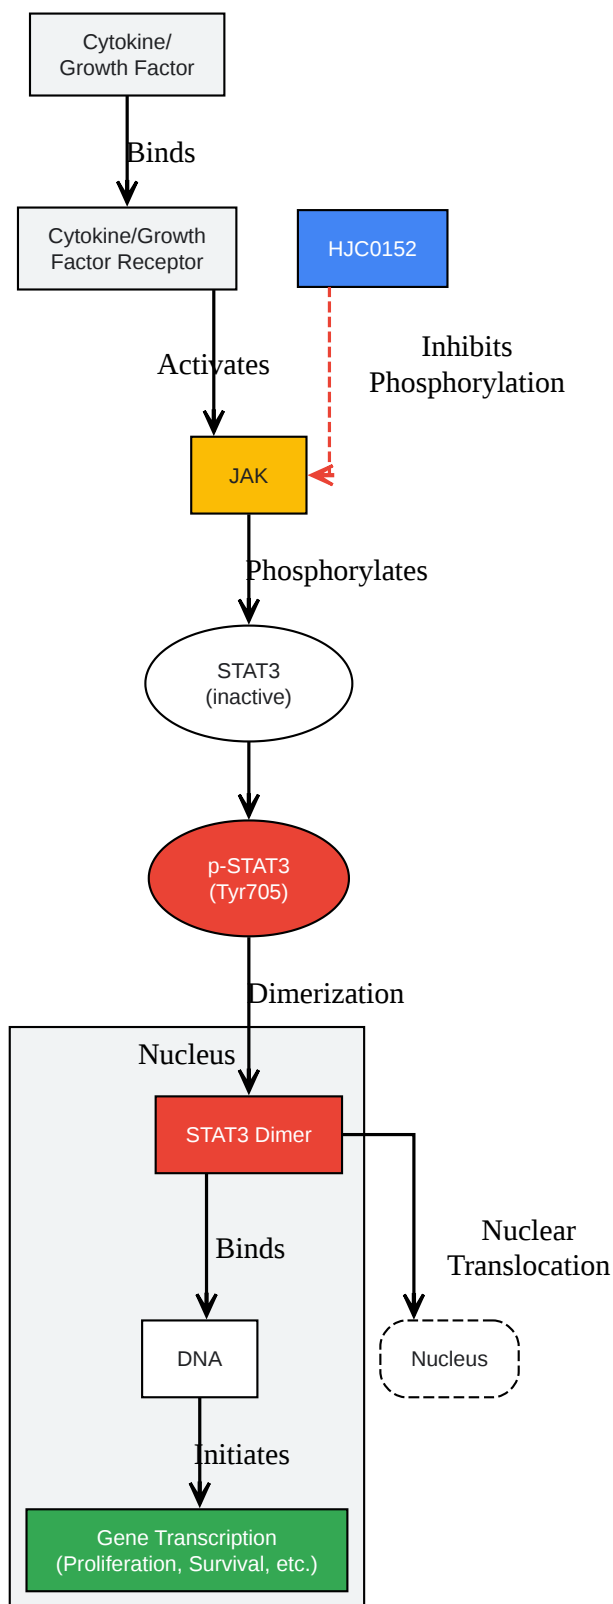 Cytokine/
Growth Factor
Binds
Cytokine/Growth
Factor Receptor
HJC0152
Activates
Inhibits
Phosphorylation
JAK
Phosphorylates
STAT3
(inactive)
p-STAT3
(Tyr705)
Dimerization
Nucleus
STAT3 Dimer
Binds
Nuclear
Translocation
DNA
Nucleus
Initiates
Gene Transcription
(Proliferation, Survival, etc.)